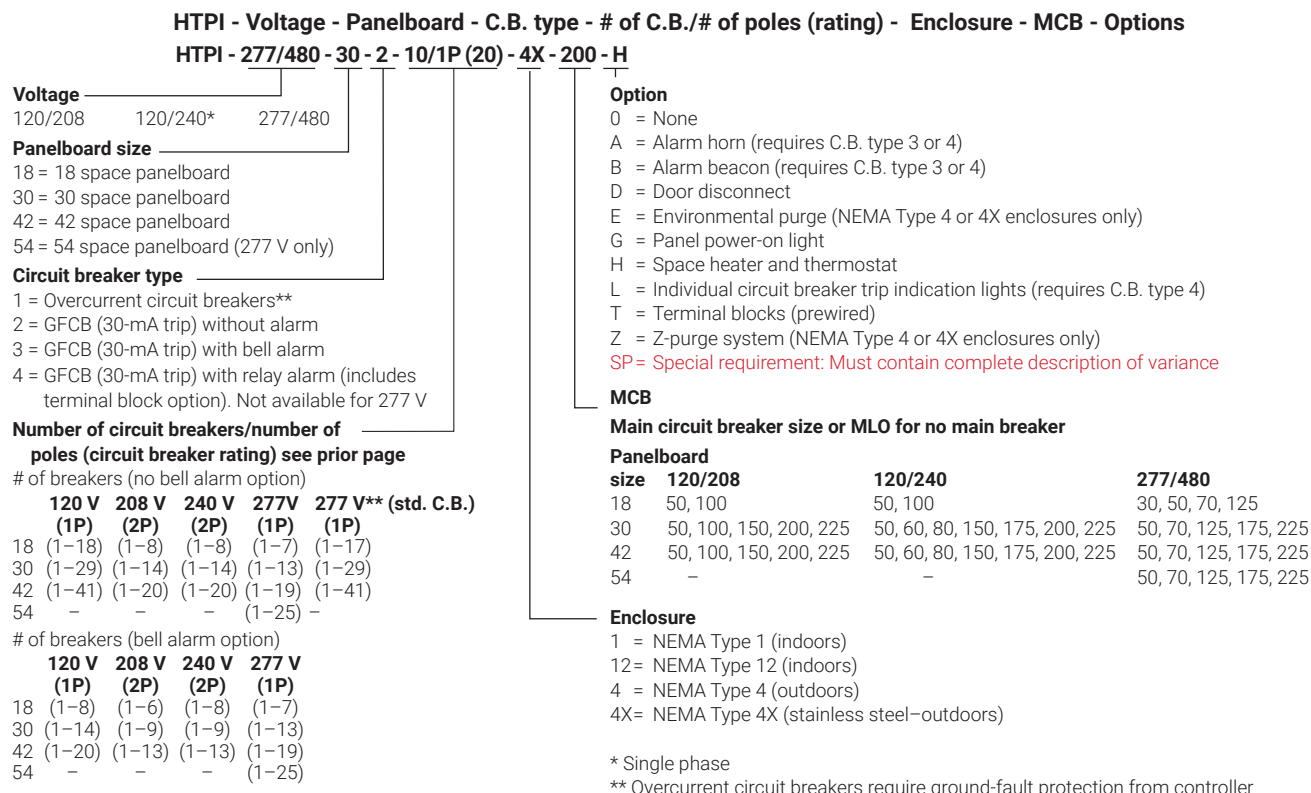 HTPI - Voltage - Panelboard - C.B. type - # of C.B./# of poles (rating) - Enclosure - MCB - Options
HTPI - 277/480 - 30 - 2 - 10/1P (20) - 4X - 200 - H
Voltage
120/208 120/240* 277/480
Panelboard size
18 = 18 space panelboard
30 = 30 space panelboard
42 = 42 space panelboard
54 = 54 space panelboard (277 V only)
Circuit breaker type
1 = Overcurrent circuit breakers**
2 = GFCB (30-mA trip) without alarm
3 = GFCB (30-mA trip) with bell alarm
4 = GFCB (30-mA trip) with relay alarm (includes
terminal block option). Not available for 277 V
Number of circuit breakers/number of
poles (circuit breaker rating) see prior page
# of breakers (no bell alarm option)
120 V 208 V 240 V 277V 277 V** (std. C.B.)
(1P) (2P) (2P) (1P) (1P)
18 (1–18) (1–8) (1–8) (1–7) (1–17)
30 (1–29) (1–14) (1–14) (1–13) (1–29)
42 (1–41) (1–20) (1–20) (1–19) (1–41)
54 – – – (1–25) –
# of breakers (bell alarm option)
120 V 208 V 240 V 277 V
(1P) (2P) (2P) (1P)
18 (1–8) (1–6) (1–8) (1–7)
30 (1–14) (1–9) (1–9) (1–13)
42 (1–20) (1–13) (1–13) (1–19)
54 – – – (1–25)
Option
0 = None
A = Alarm horn (requires C.B. type 3 or 4)
B = Alarm beacon (requires C.B. type 3 or 4)
D = Door disconnect
E = Environmental purge (NEMA Type 4 or 4X enclosures only)
G = Panel power-on light
H = Space heater and thermostat
L = Individual circuit breaker trip indication lights (requires C.B. type 4)
T = Terminal blocks (prewired)
Z = Z-purge system (NEMA Type 4 or 4X enclosures only)
SP = Special requirement: Must contain complete description of variance
MCB
Main circuit breaker size or MLO for no main breaker
Panelboard
size 120/208 120/240 277/480
18 50, 100 50, 100 30, 50, 70, 125
30 50, 100, 150, 200, 225 50, 60, 80, 150, 175, 200, 225 50, 70, 125, 175, 225
42 50, 100, 150, 200, 225 50, 60, 80, 150, 175, 200, 225 50, 70, 125, 175, 225
54 – – 50, 70, 125, 175, 225
Enclosure
1 = NEMA Type 1 (indoors)
12= NEMA Type 12 (indoors)
4 = NEMA Type 4 (outdoors)
4X= NEMA Type 4X (stainless steel–outdoors)
* Single phase
** Overcurrent circuit breakers require ground-fault protection from controller